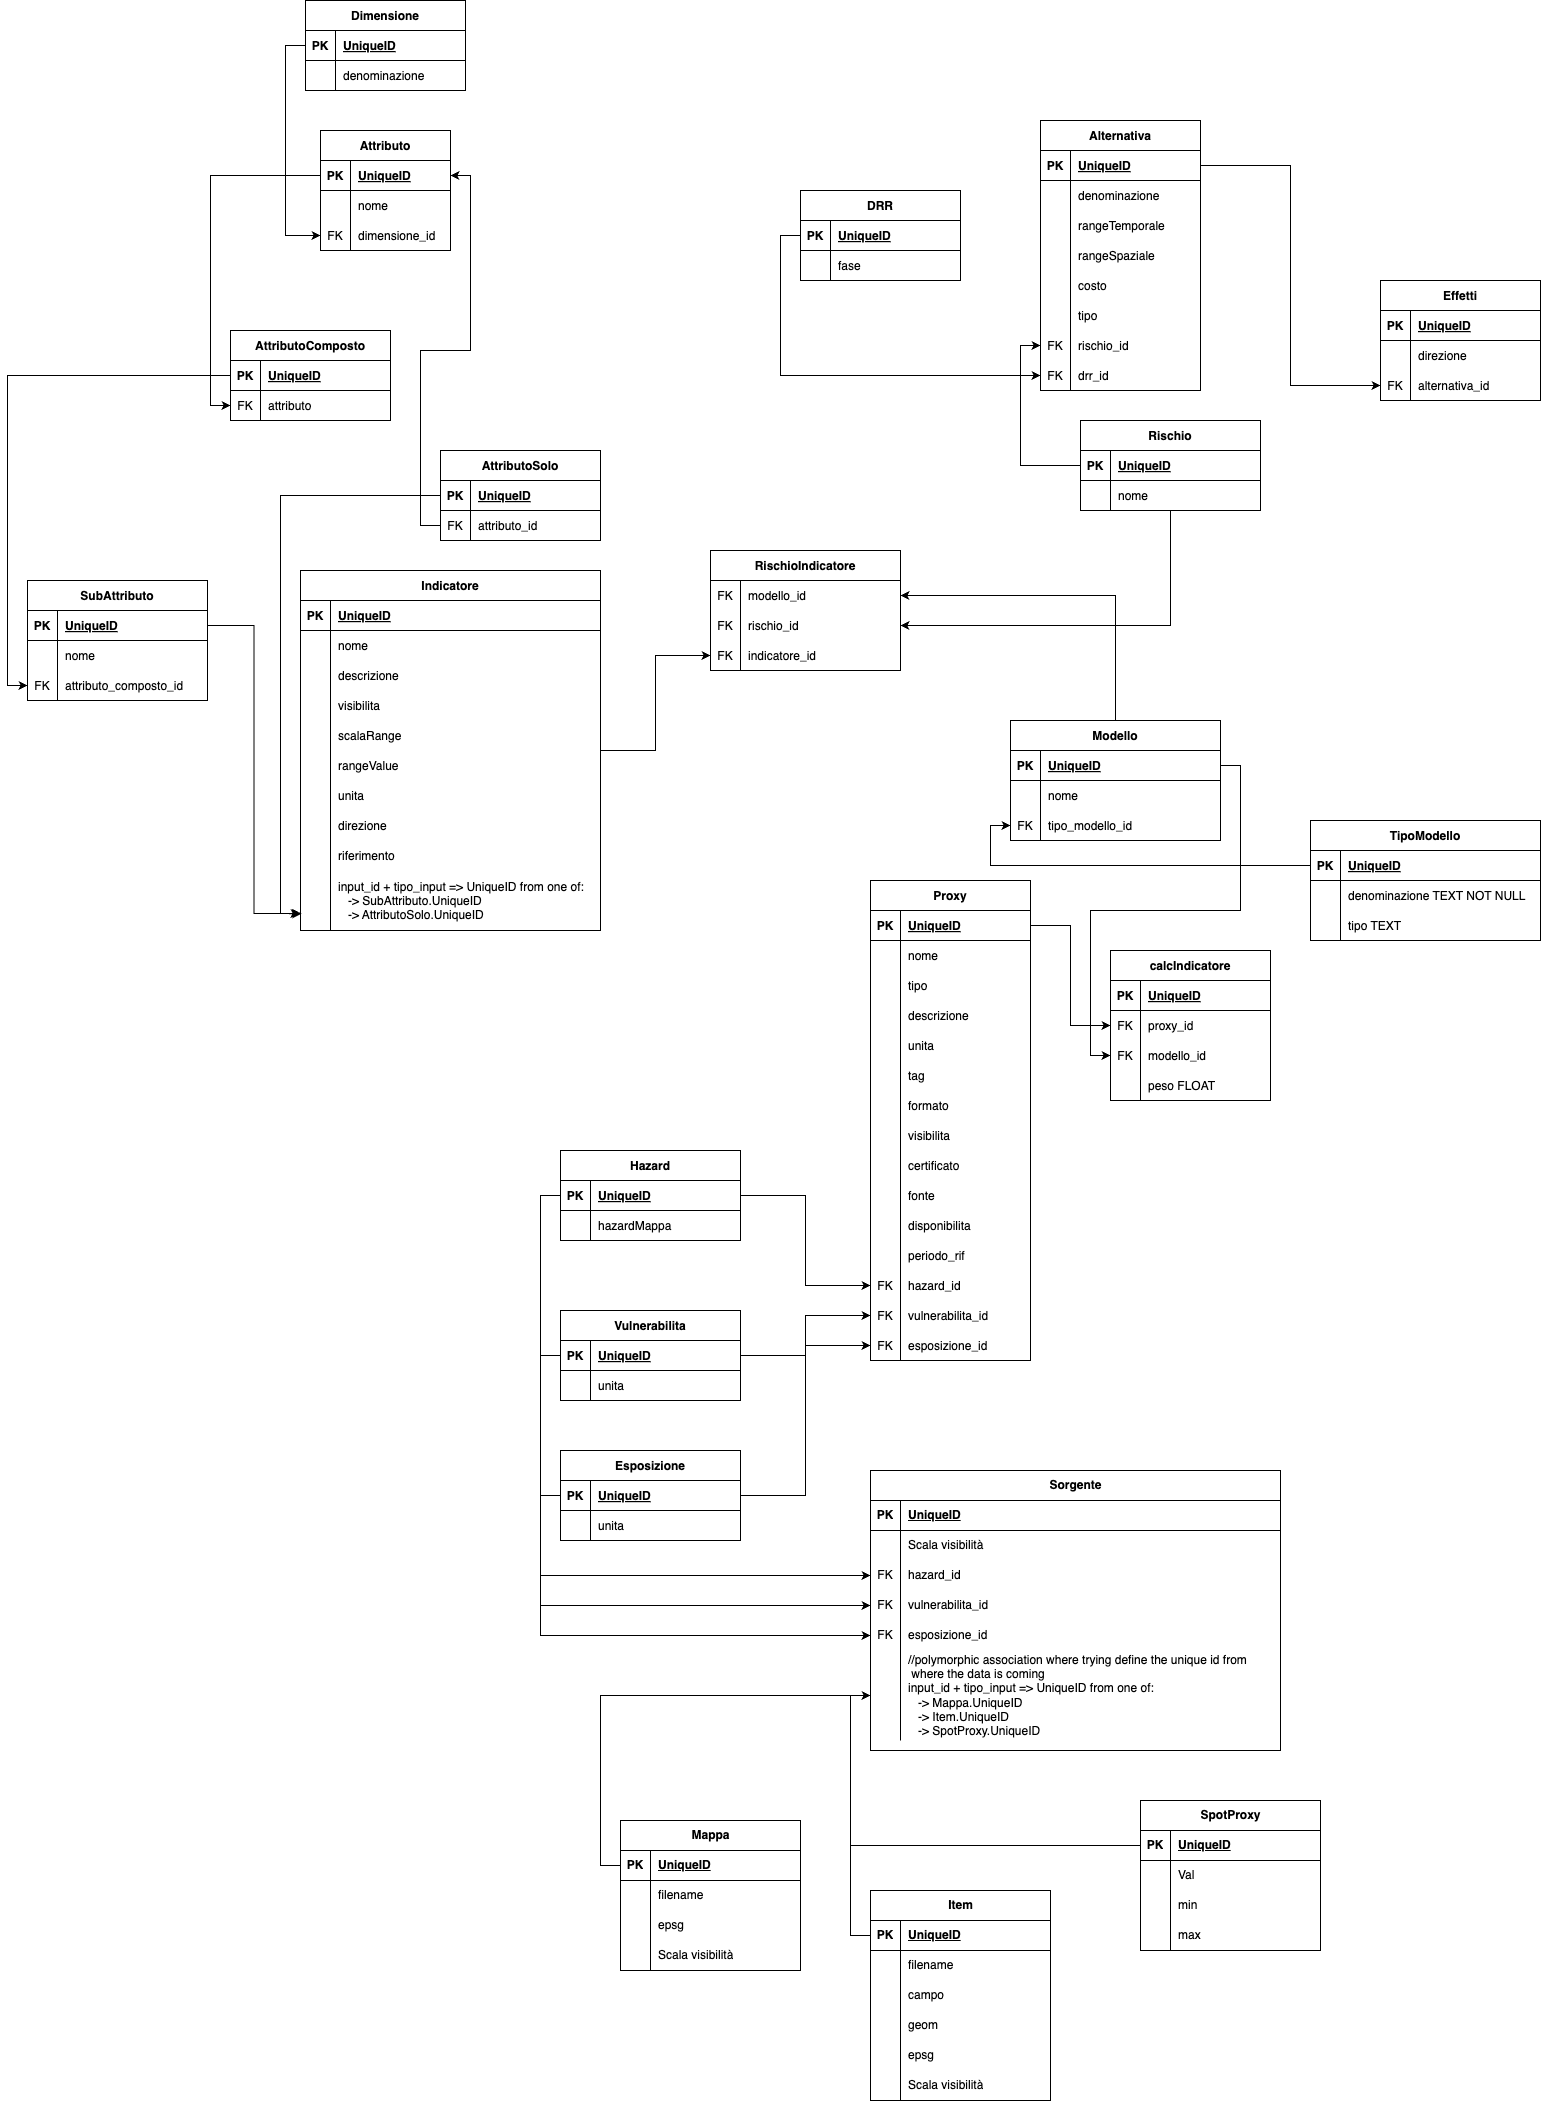 Dimensione
PK UniqueID
denominazione
Attributo
PK UniqueID
nome
FK dimensione_id
Alternativa
PK UniqueID
denominazione
rangeTemporale
rangeSpaziale
costo
tipo
FK rischio_id
FK drr_id
DRR
PK UniqueID
fase
Effetti
PK UniqueID
direzione
FK alternativa_id
AttributoComposto
PK UniqueID
FK attributo
Rischio
PK UniqueID
nome
AttributoSolo
PK UniqueID
FK attributo_id
RischioIndicatore
FK modello_id
FK rischio_id
FK indicatore_id
SubAttributo
PK UniqueID
nome
FK attributo_composto_id
Indicatore
PK UniqueID
nome
descrizione
visibilita
scalaRange
rangeValue
unita
direzione
riferimento
input_id + tipo_input => UniqueID from one of:
-> SubAttributo.UniqueID
-> AttributoSolo.UniqueID
Modello
PK UniqueID
nome
FK tipo_modello_id
TipoModello
PK UniqueID
denominazione TEXT NOT NULL
tipo TEXT
Proxy
PK UniqueID
nome
tipo
descrizione
unita
tag
formato
visibilita
certificato
fonte
disponibilita
periodo_rif
FK hazard_id
FK vulnerabilita_id
FK esposizione_id
calcIndicatore
PK UniqueID
FK proxy_id
FK modello_id
peso FLOAT
Hazard
PK UniqueID
hazardMappa
Vulnerabilita
PK UniqueID
unita
Esposizione
PK UniqueID
unita
Sorgente
PK UniqueID
Scala visibilità
FK hazard_id
FK vulnerabilita_id
FK esposizione_id
//polymorphic association where trying define the unique id from
where the data is coming
input_id + tipo_input => UniqueID from one of:
-> Mappa.UniqueID
-> Item.UniqueID
-> SpotProxy.UniqueID
Mappa
PK UniqueID
filename
epsg
Scala visibilità
SpotProxy
PK UniqueID
Val
min
max
Item
PK UniqueID
filename
campo
geom
epsg
Scala visibilità